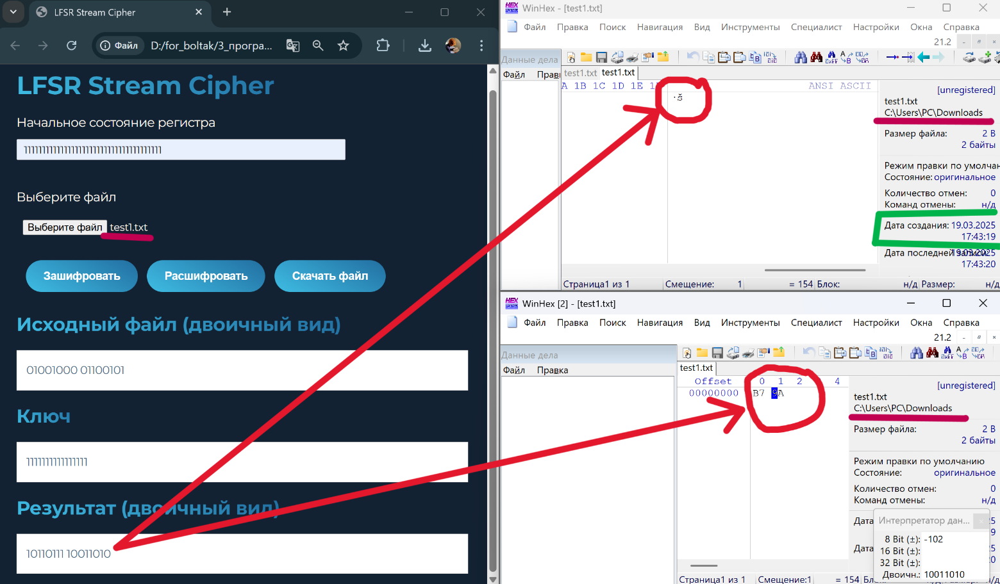 LFSR Stream Cipher
Файл
D:/for_boltak/3_програ...
LFSR Stream Cipher
Начальное состояние регистра
Выберите файл
Выберите файл test1.txt
Зашифровать
Расшифровать
Скачать файл
Исходный файл (двоичный вид)
01001000 01100101
Ключ
1111111111111111
Результат (двоичный вид)
10110111 10011010
WinHex - [test1.txt]
Файл Правка Поиск Навигация Вид Инструменты Специалист Настройки Окна Справка
21.2
Данные дела
Файл
test1.txt test1.txt
A 1B 1C 1D 1E
ANSI ASCII
·š
[unregistered]
test1.txt
C:\Users\PC\Downloads
Размер файла: 2 B
2 байты
Режим правки по умолчан
Состояние: оригинальное
Количество отмен: 0
Команд отмены: н/д
Дата создания: 19.03.2025
17:43:19
Дата последней записи: 19.03.2025
17:43:20
Страница1 из 1
Смещение: 1
= 154
Блок: н/д
Размер: н/д
WinHex [2] - [test1.txt]
Файл Правка Поиск Навигация Вид Инструменты Специалист Настройки Окна Справка
21.2
Данные дела
Файл Правка
test1.txt
Offset 0 1 2 4
00000000 B7 9A
[unregistered]
test1.txt
C:\Users\PC\Downloads
Размер файла: 2 B
2 байты
Режим правки по умолчанию
Состояние: оригинальное
Количество отмен: 0
Команд отмены: н/д
Дата
Дата
Интерпретатор дан...
8 Bit (±): -102
16 Bit (±):
32 Bit (±):
Двоичн.: 10011010
Страница1 из 1
Смещение:1
= 154